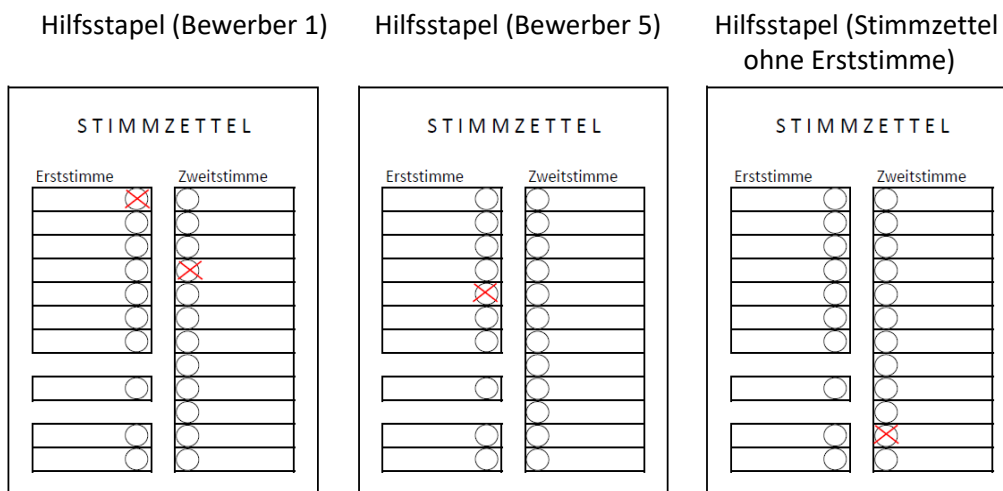 Hilfsstapel (Bewerber 1)
Hilfsstapel (Bewerber 5)
Hilfsstapel (Stimmzettel
ohne Erststimme)
STIMMZETTEL
Erststimme Zweitstimme
STIMMZETTEL
Erststimme Zweitstimme
STIMMZETTEL
Erststimme Zweitstimme